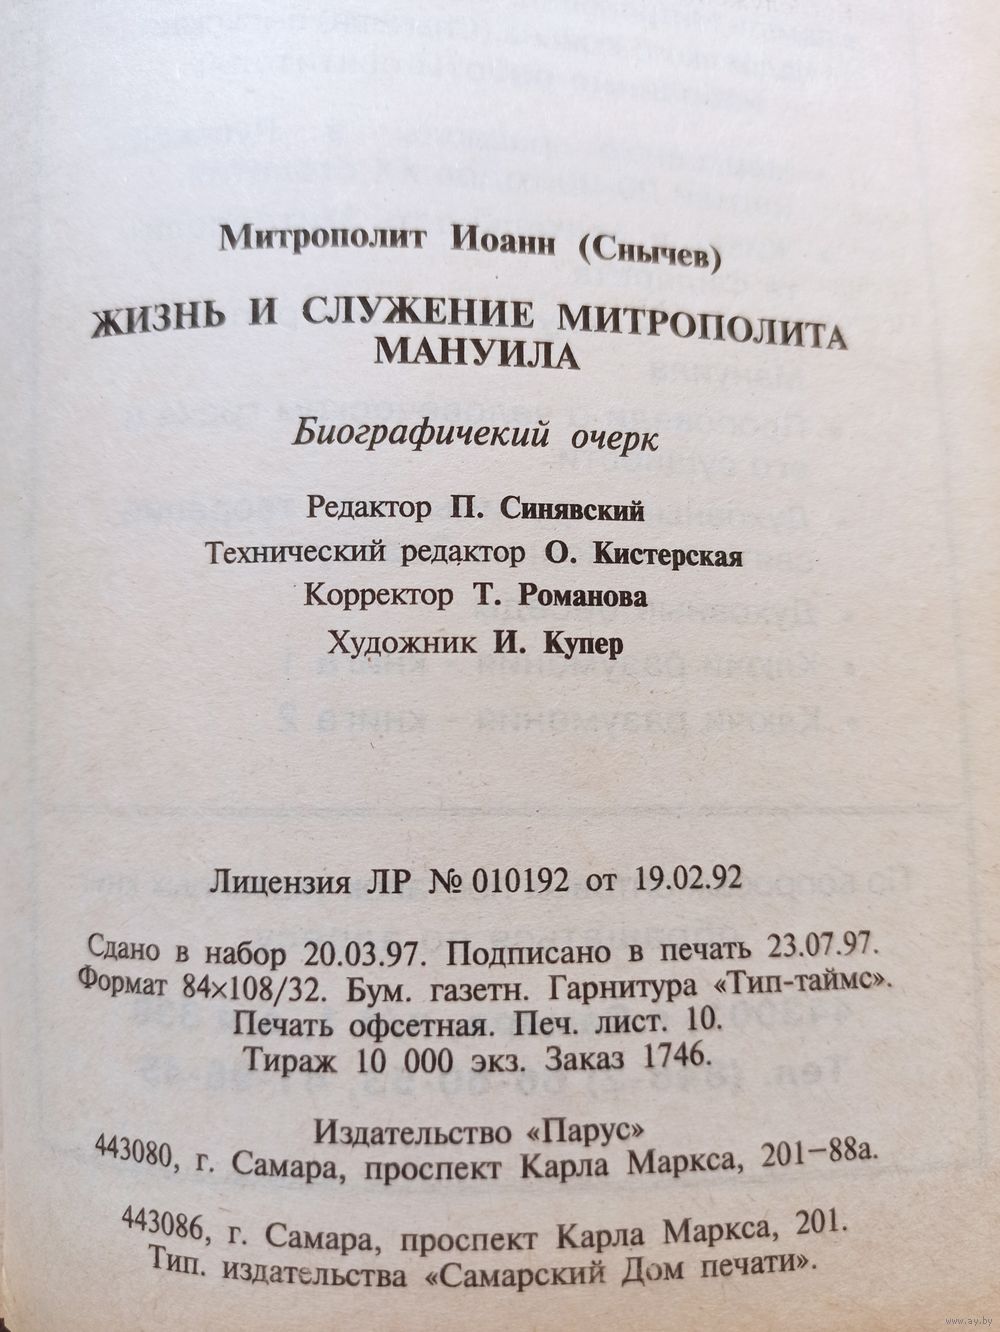 Митрополит Иоанн (Снычев)
ЖИЗНЬ И СЛУЖЕНИЕ МИТРОПОЛИТА
МАНУИЛА
Биографичекий очерк
Редактор П. Синявский
Технический редактор О. Кистерская
Корректор Т. Романова
Художник И. Купер
Лицензия ЛР № 010192 от 19.02.92
Сдано в набор 20.03.97. Подписано в печать 23.07.97.
Формат 84×108/32. Бум. газетн. Гарнитура «Тип-таймс».
Печать офсетная. Печ. лист. 10.
Тираж 10 000 экз. Заказ 1746.
Издательство «Парус»
443080, г. Самара, проспект Карла Маркса, 201–88а.
443086, г. Самара, проспект Карла Маркса, 201.
Тип. издательства «Самарский Дом печати».
www.ay.by